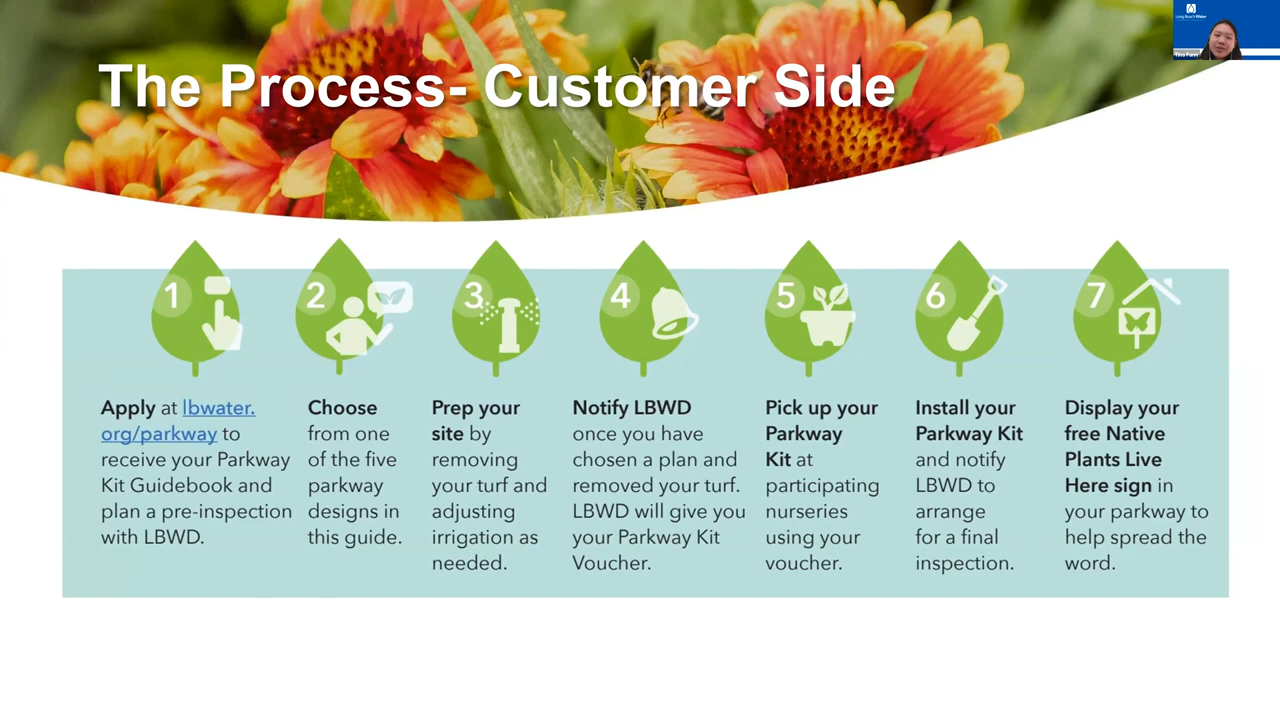 The Process- Customer Side
Long Beach Water
1
2
3
4
5
6
7
Apply at lbwater.
org/parkway to
receive your Parkway
Kit Guidebook and
plan a pre-inspection
with LBWD.
Choose
from one
of the five
parkway
designs in
this guide.
Prep your
site by
removing
your turf and
adjusting
irrigation as
needed.
Notify LBWD
once you have
chosen a plan and
removed your turf.
LBWD will give you
your Parkway Kit
Voucher.
Pick up your
Parkway
Kit at
participating
nurseries
using your
voucher.
Install your
Parkway Kit
and notify
LBWD to
arrange
for a final
inspection.
Display your
free Native
Plants Live
Here sign in
your parkway to
help spread the
word.